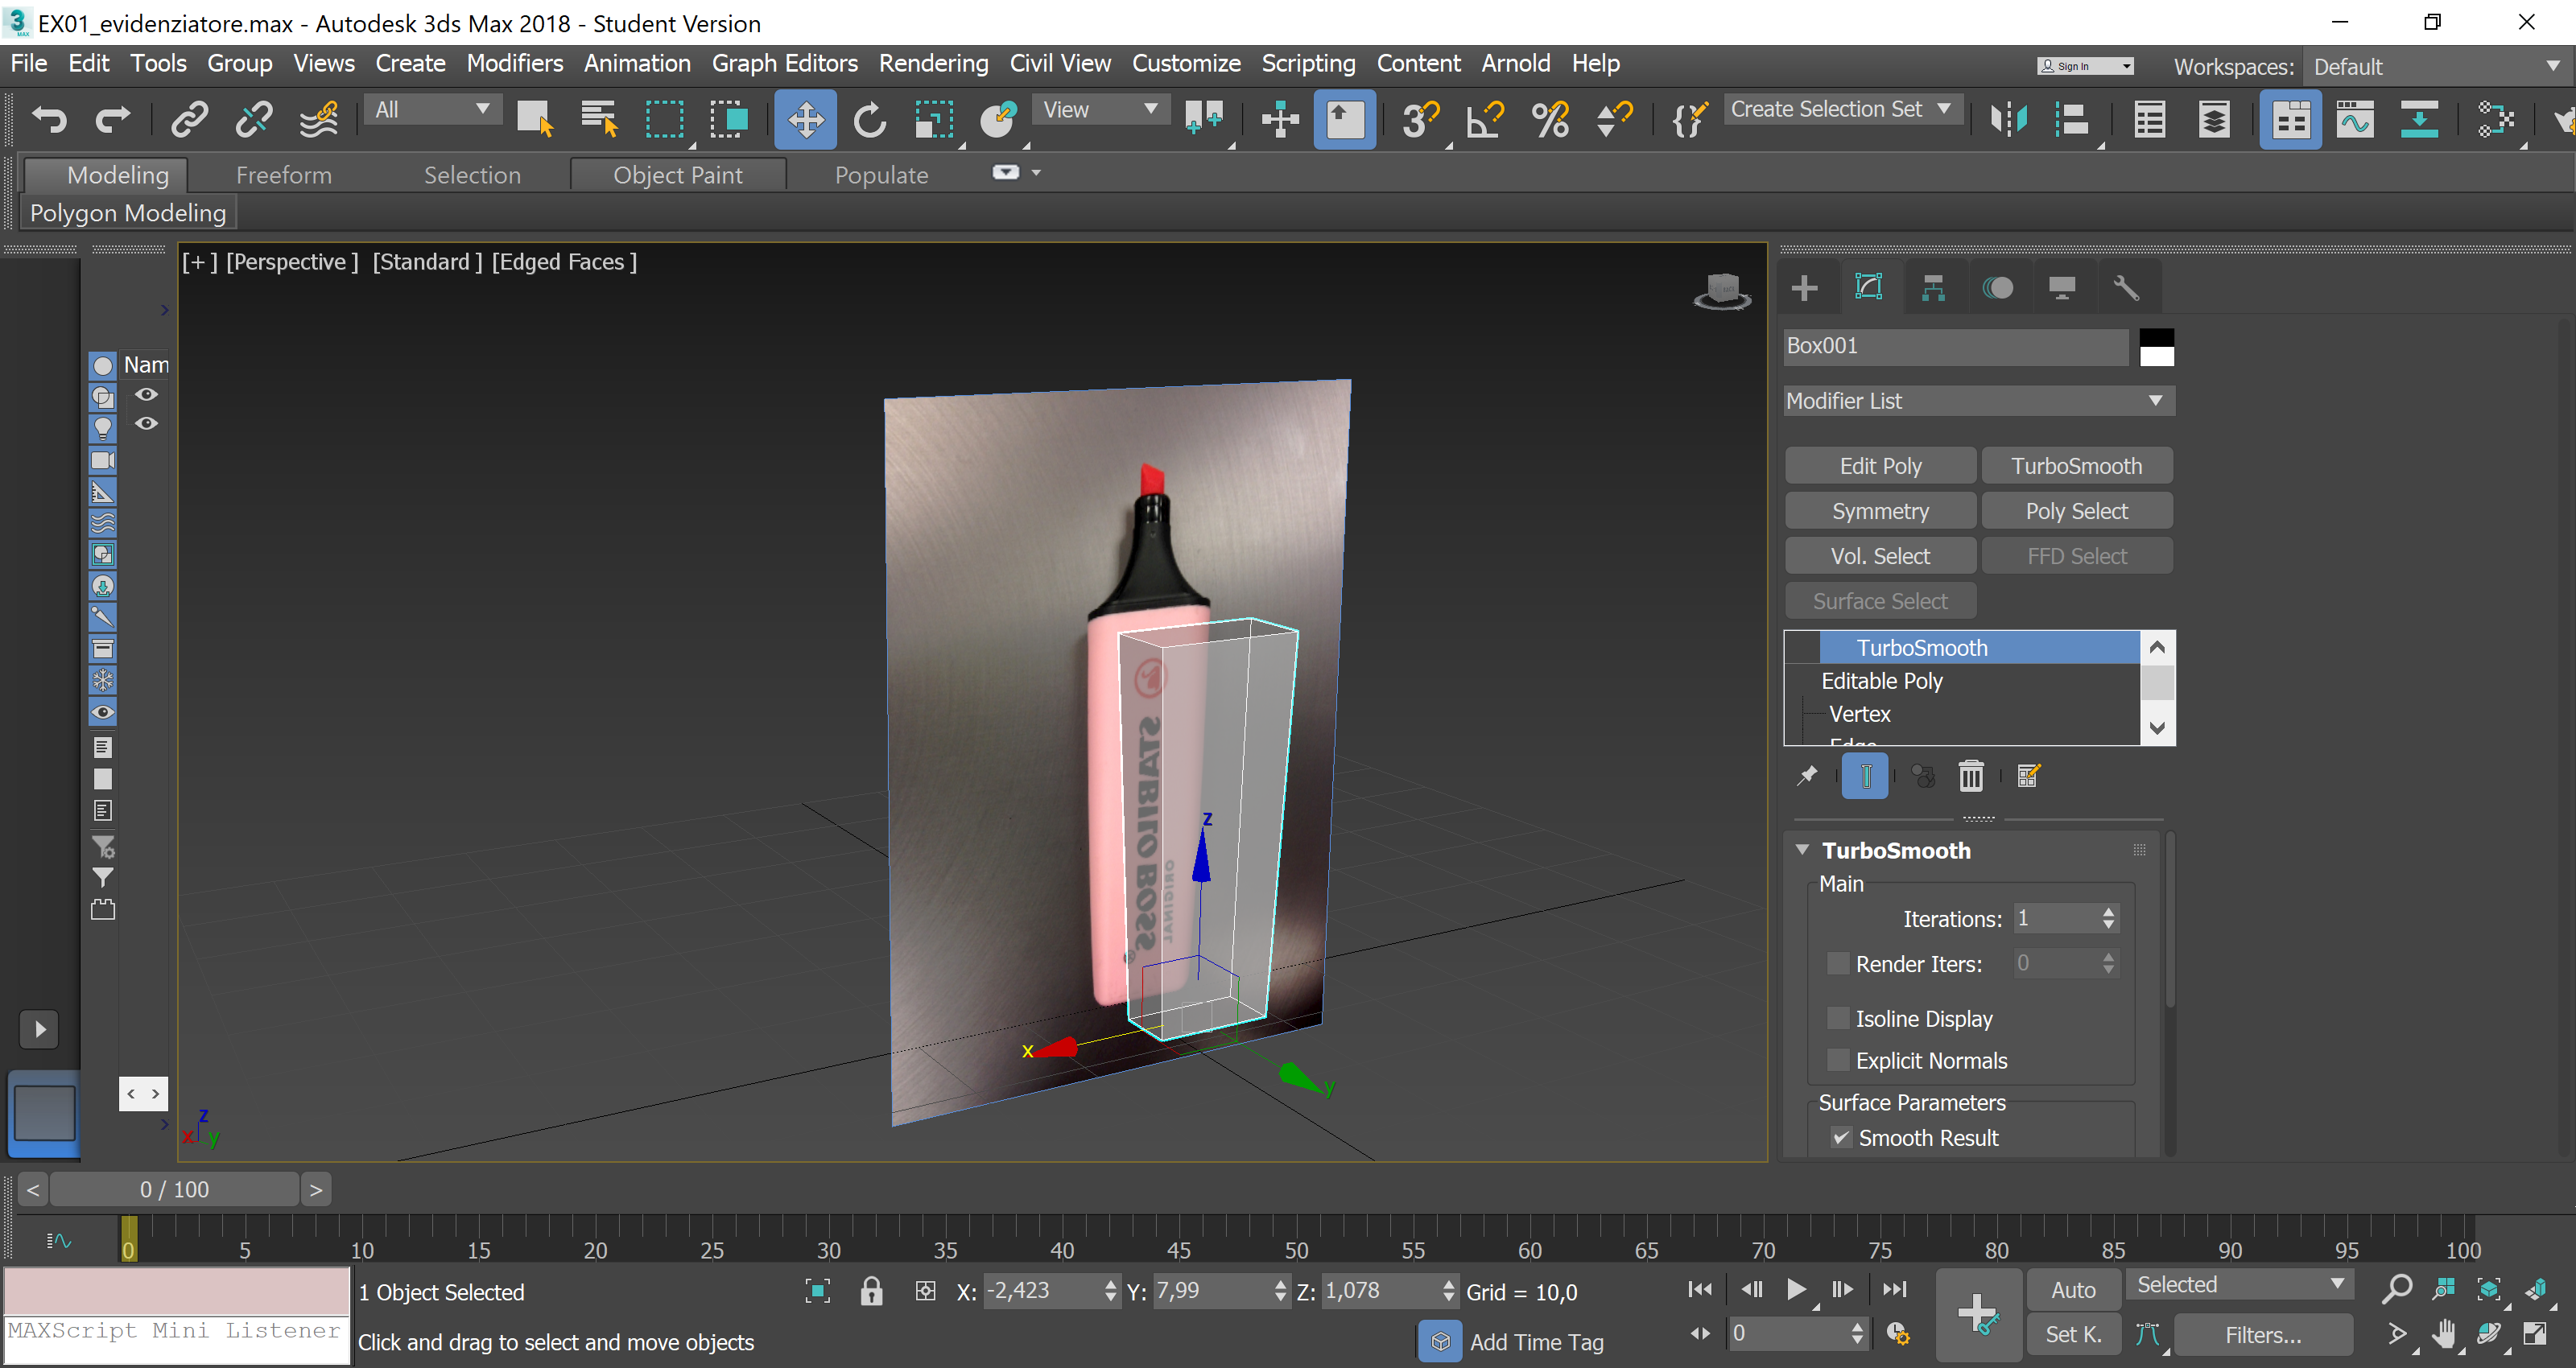 EX01_evidenziatore.max - Autodesk 3ds Max 2018 - Student Version
File Edit Tools Group Views Create Modifiers Animation Graph Editors Rendering Civil View Customize Scripting Content Arnold Help
Sign In
Workspaces: Default
All
View
Create Selection Set
Modeling Freeform Selection Object Paint Populate
Polygon Modeling
[+] [Perspective] [Standard] [Edged Faces]
Nam
Box001
Modifier List
Edit Poly TurboSmooth
Symmetry Poly Select
Vol. Select FFD Select
Surface Select
TurboSmooth
Editable Poly
Vertex
Edge
STABILO BOSS
ORIGINAL
z
x
y
z
x y
TurboSmooth
Main
Iterations: 1
Render Iters: 0
Isoline Display
Explicit Normals
Surface Parameters
Smooth Result
< 0 / 100 >
0 5 10 15 20 25 30 35 40 45 50 55 60 65 70 75 80 85 90 95 100
1 Object Selected
X: -2,423 Y: 7,99 Z: 1,078 Grid = 10,0
Auto Selected
MAXScript Mini Listener
Click and drag to select and move objects
Add Time Tag
0
Set K. Filters...